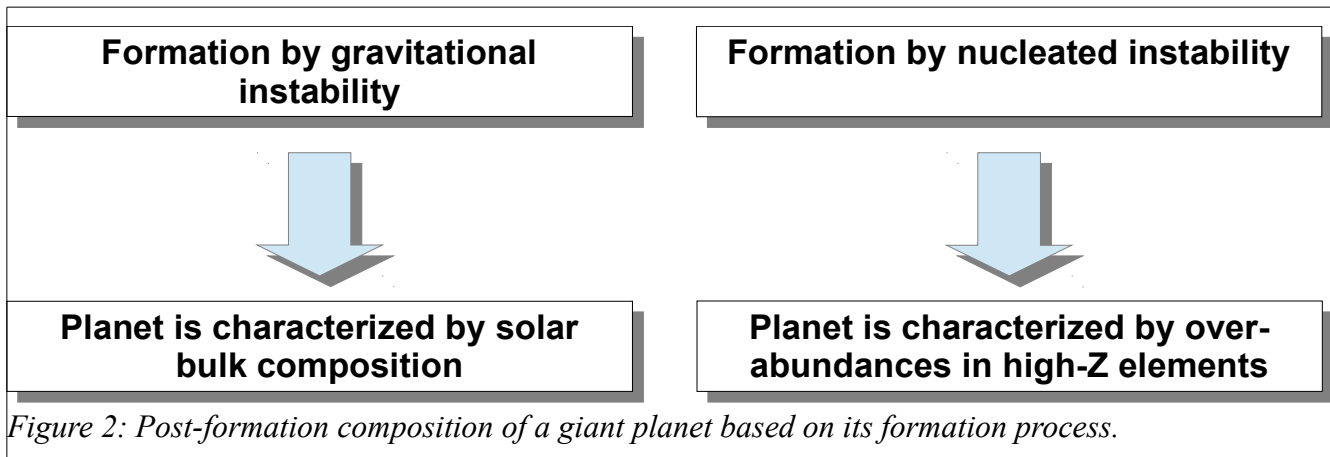 Formation by gravitational
instability
Formation by nucleated instability
Planet is characterized by solar
bulk composition
Planet is characterized by over-
abundances in high-Z elements
Figure 2: Post-formation composition of a giant planet based on its formation process.